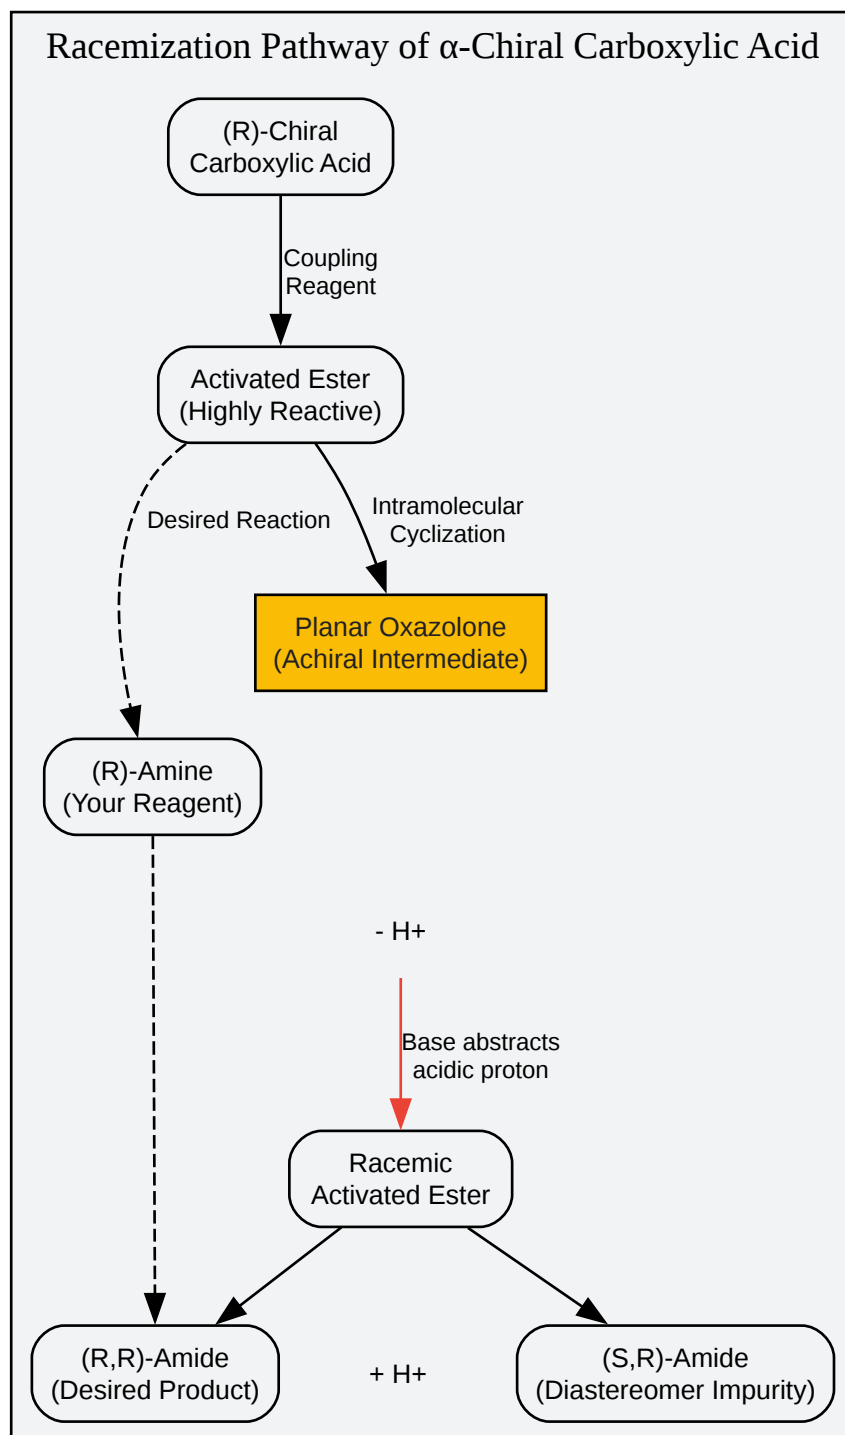 Racemization Pathway of α-Chiral Carboxylic Acid
(R)-Chiral
Carboxylic Acid
Coupling
Reagent
Activated Ester
(Highly Reactive)
Desired Reaction
Intramolecular
Cyclization
Planar Oxazolone
(Achiral Intermediate)
(R)-Amine
(Your Reagent)
- H+
Base abstracts
acidic proton
Racemic
Activated Ester
(R,R)-Amide
(Desired Product)
+ H+
(S,R)-Amide
(Diastereomer Impurity)